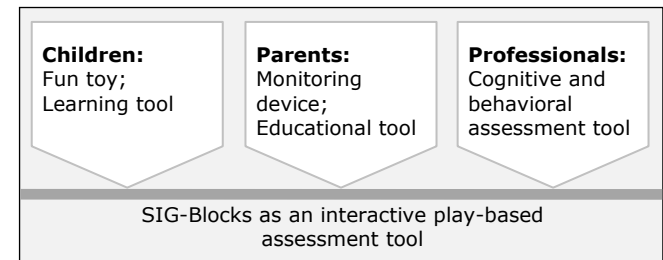 Children:
Fun toy;
Learning tool
Parents:
Monitoring
device;
Educational tool
Professionals:
Cognitive and
behavioral
assessment tool
SIG-Blocks as an interactive play-based
assessment tool